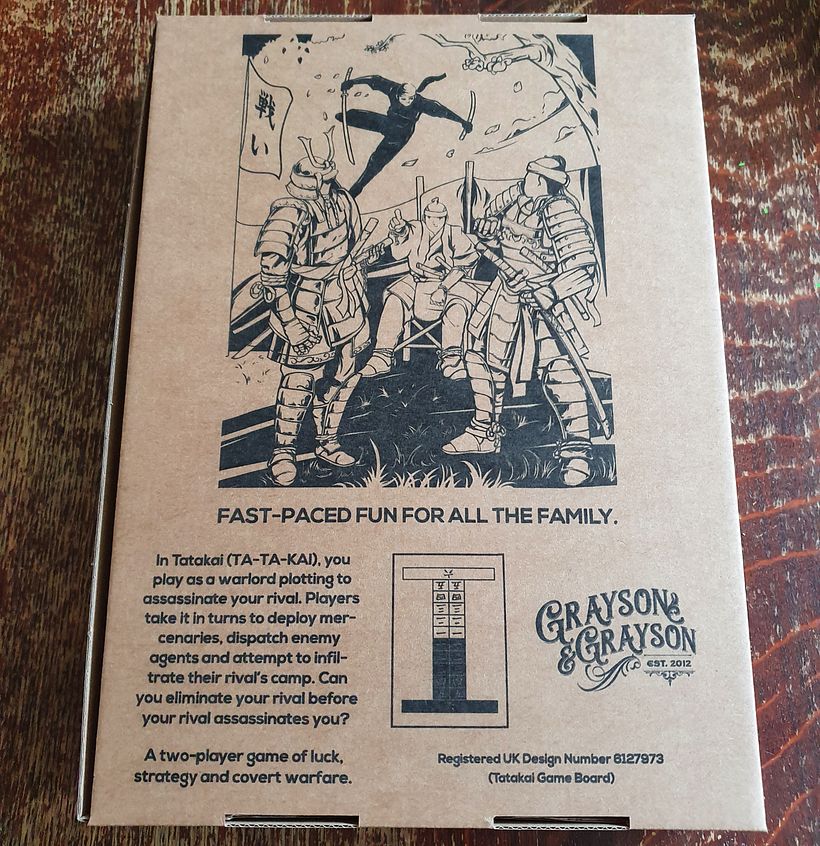 戦い
FAST-PACED FUN FOR ALL THE FAMILY.
In Tatakai (TA-TA-KAI), you
play as a warlord plotting to
assassinate your rival. Players
take it in turns to deploy mer-
cenaries, dispatch enemy
agents and attempt to infil-
trate their rival's camp. Can
you eliminate your rival before
your rival assassinates you?
A two-player game of luck,
strategy and covert warfare.
GRAYSON
& GRAYSON
EST. 2012
Registered UK Design Number 6127973
(Tatakai Game Board)